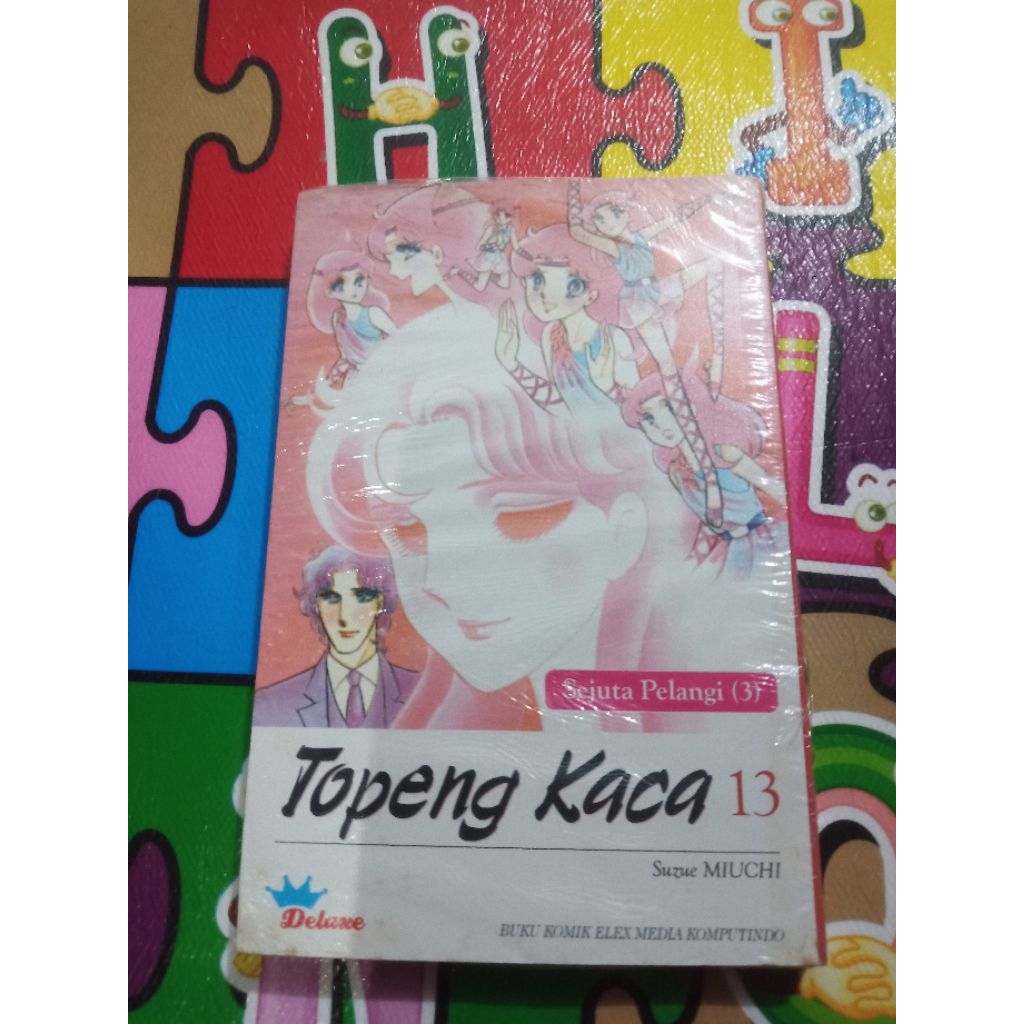 H
I
L
Sejuta Pelangi (3)
Topeng Kaca 13
Suzue MIUCHI
Deluxe
BUKU KOMIK ELEX MEDIA KOMPUTINDO